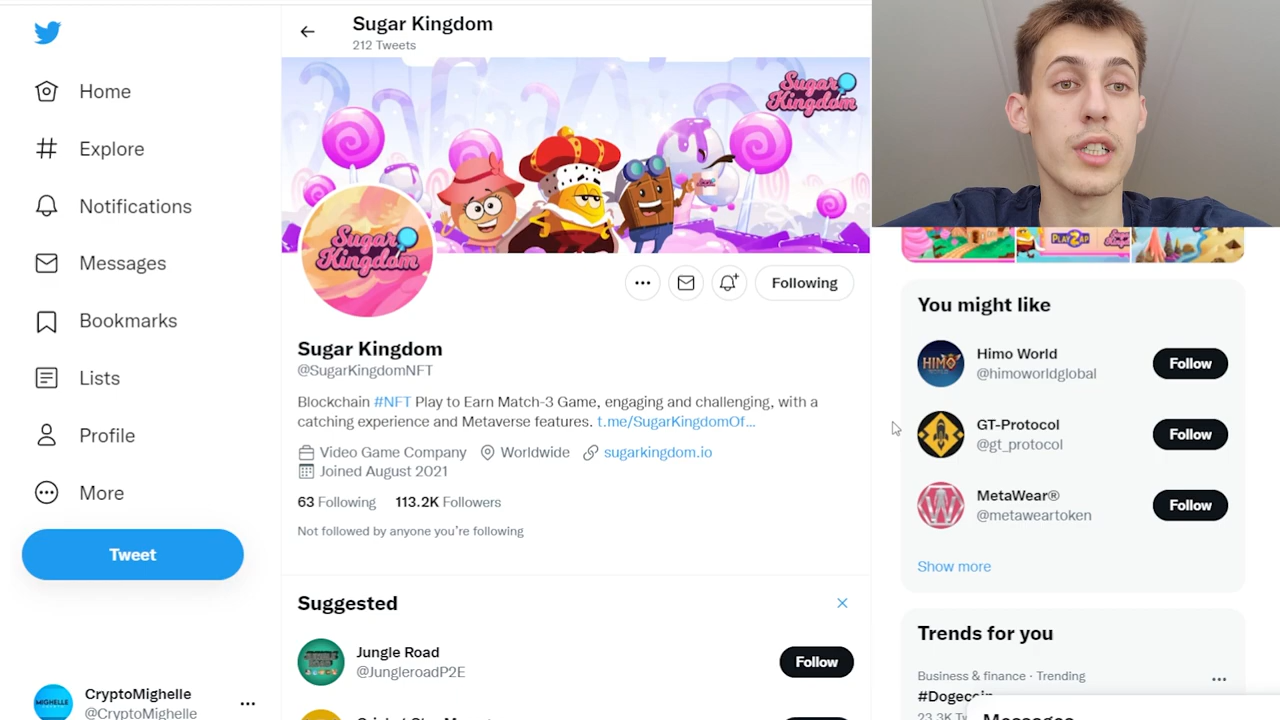 Home
Explore
Notifications
Messages
Bookmarks
Lists
Profile
More
Tweet
CryptoMighelle
@CryptoMighelle
MIGHELLE
Sugar Kingdom
212 Tweets
Sugar
Kingdom
Sugar
Kingdom
Following
Sugar Kingdom
@SugarKingdomNFT
Blockchain #NFT Play to Earn Match-3 Game, engaging and challenging, with a
catching experience and Metaverse features. t.me/SugarKingdomOf...
Video Game Company Worldwide sugarkingdom.io
Joined August 2021
63 Following 113.2K Followers
Not followed by anyone you're following
Suggested
Jungle Road
@JungleroadP2E
Follow
PLAY2APP
You might like
HIMO
Himo World
@himoworldglobal
Follow
GT-Protocol
@gt_protocol
Follow
MetaWear®
@metaweartoken
Follow
Show more
Trends for you
Business & finance · Trending
#Dogecoin
Messages